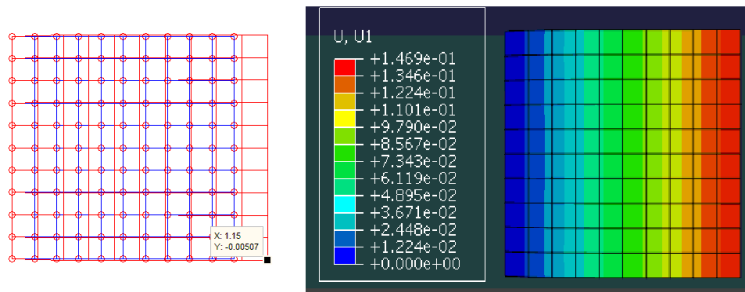 X: 1.15
Y: -0.00507
U, U1
+1.469e-01
+1.346e-01
+1.224e-01
+1.101e-01
+9.790e-02
+8.567e-02
+7.343e-02
+6.119e-02
+4.895e-02
+3.671e-02
+2.448e-02
+1.224e-02
+0.000e+00